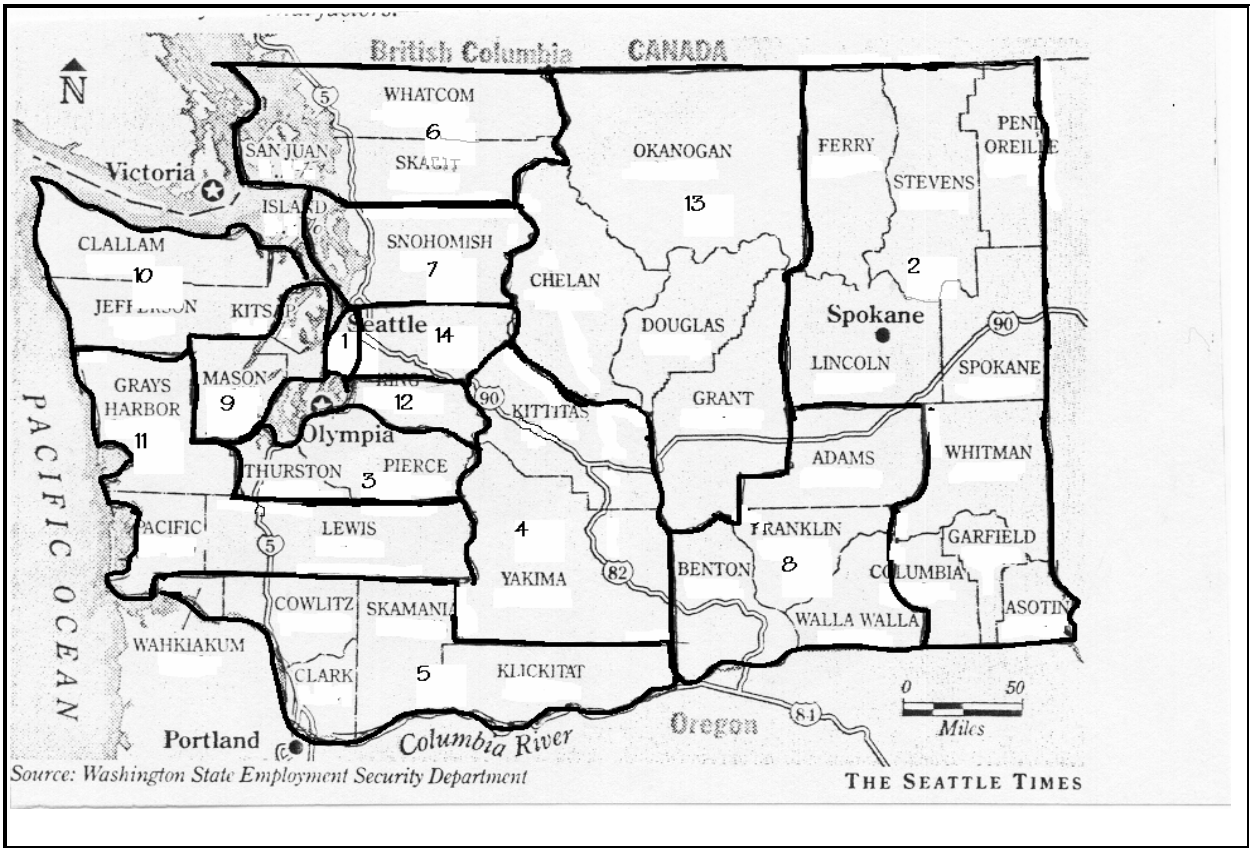 British Columbia CANADA
N
5
WHATCOM
6
SAN JUAN
SKAGIT
Victoria
ISLAND
OKANOGAN
13
FERRY
STEVENS
PEND
OREILLE
2
CLALLAM
10
SNOHOMISH
7
CHELAN
JEFFERSON
KITSAP
Seattle
1
14
KING
DOUGLAS
Spokane
90
LINCOLN
SPOKANE
GRAYS
HARBOR
11
MASON
9
12
90
KITTITAS
GRANT
Olympia
THURSTON
PIERCE
3
ADAMS
WHITMAN
PACIFIC OCEAN
PACIFIC
LEWIS
5
4
YAKIMA
82
BENTON
FRANKLIN
8
COLUMBIA
GARFIELD
ASOTIN
WALLA WALLA
WAHKIAKUM
COWLITZ
SKAMANIA
CLARK
5
KLICKITAT
Portland
Columbia River
Oregon
84
0 50
Miles
Source: Washington State Employment Security Department
THE SEATTLE TIMES